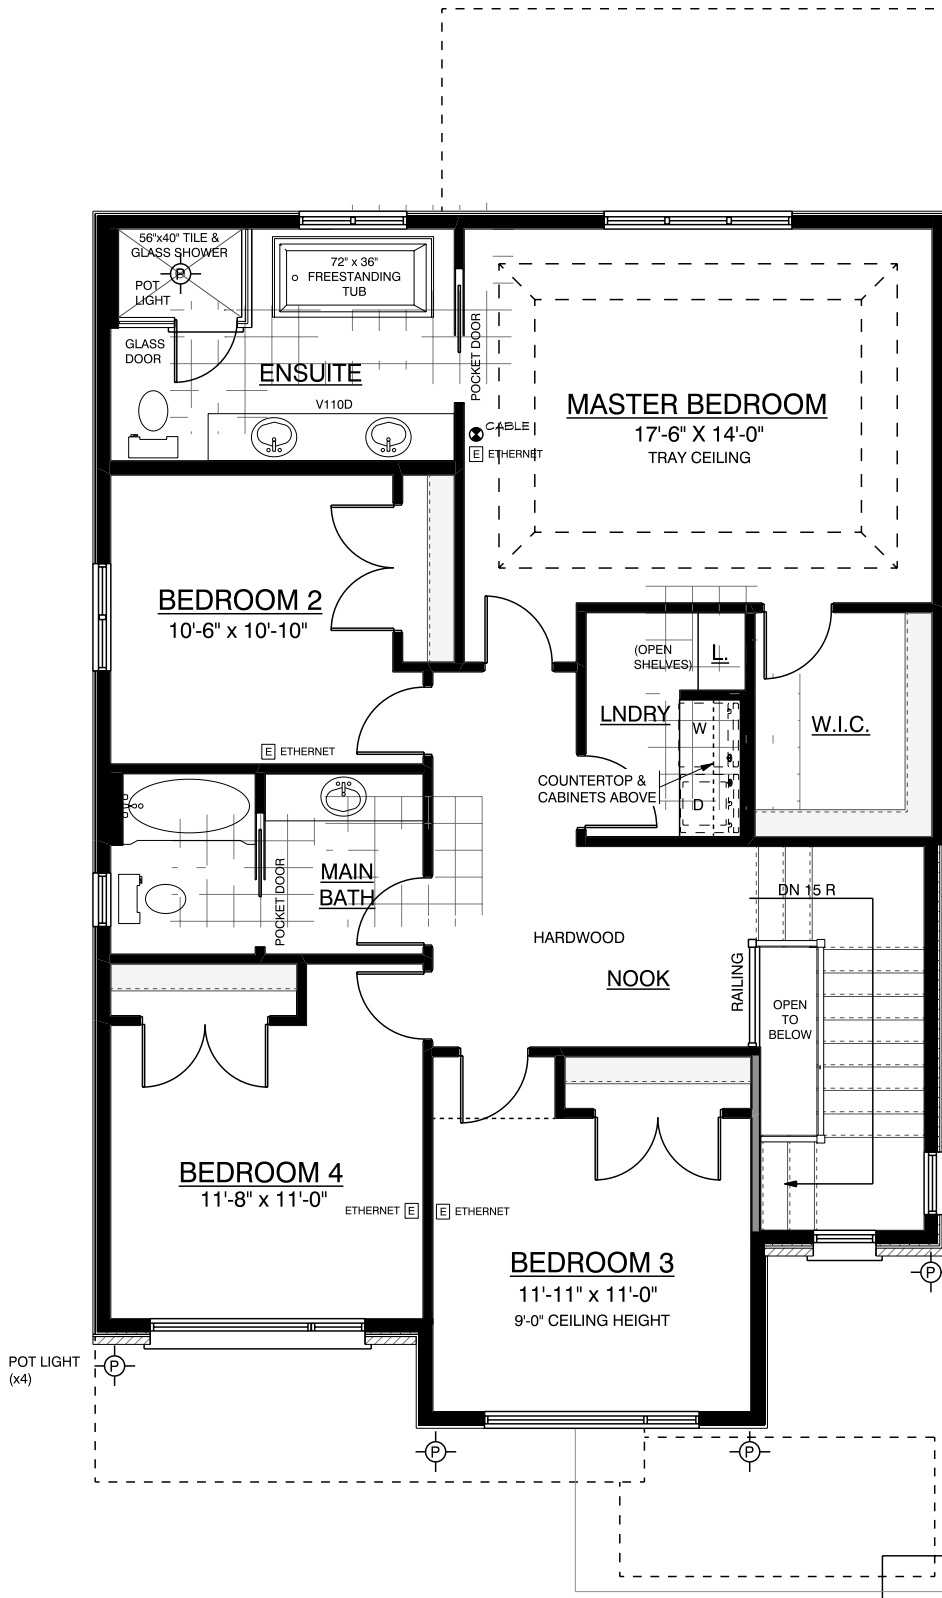 56"x40" TILE &
GLASS SHOWER
P
POT
LIGHT
72" x 36"
FREESTANDING
TUB
GLASS
DOOR
ENSUITE
POCKET DOOR
V110D
CABLE
E ETHERNET
MASTER BEDROOM
17'-6" X 14'-0"
TRAY CEILING
BEDROOM 2
10'-6" x 10'-10"
E ETHERNET
(OPEN
SHELVES)
L.
LNDRY
W
W.I.C.
COUNTERTOP &
CABINETS ABOVE
D
MAIN
BATH
POCKET DOOR
DN 15 R
HARDWOOD
NOOK
RAILING
OPEN
TO
BELOW
BEDROOM 4
11'-8" x 11'-0"
ETHERNET E
E ETHERNET
BEDROOM 3
11'-11" x 11'-0"
9'-0" CEILING HEIGHT
P
POT LIGHT
(x4)
P
P
P